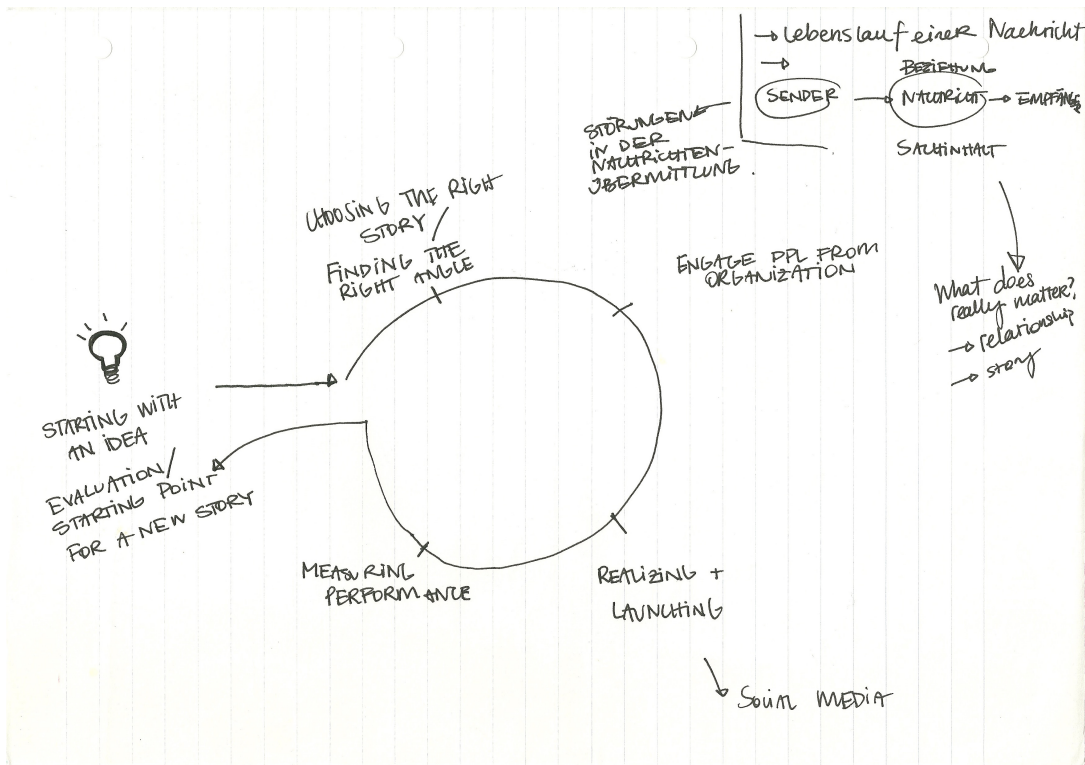 → Lebenslauf einer Nachricht
→
BEZIEHUNG
SENDER → NACHRICHT → EMPFÄNGER
SACHINHALT
STÖRUNGEN
IN DER
NACHRICHTEN-
ÜBERMITTLUNG.
CHOOSING THE RIGHT
STORY
FINDING THE
RIGHT ANGLE
ENGAGE PPL FROM
ORGANIZATION
What does
really matter?
→ relationship
→ story
STARTING WITH
AN IDEA
EVALUATION/
STARTING POINT
FOR A NEW STORY
MEASURING
PERFORMANCE
REALIZING +
LAUNCHING
SOCIAL MEDIA